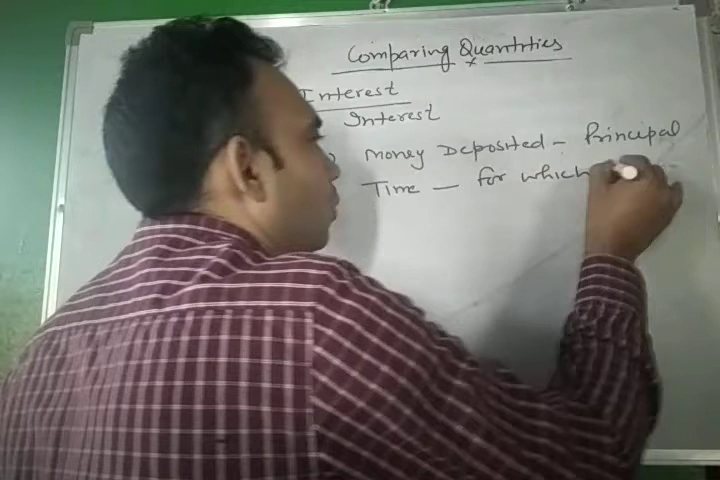 Comparing Quantities
Interest
Interest
Money Deposited - Principal
Time - for which